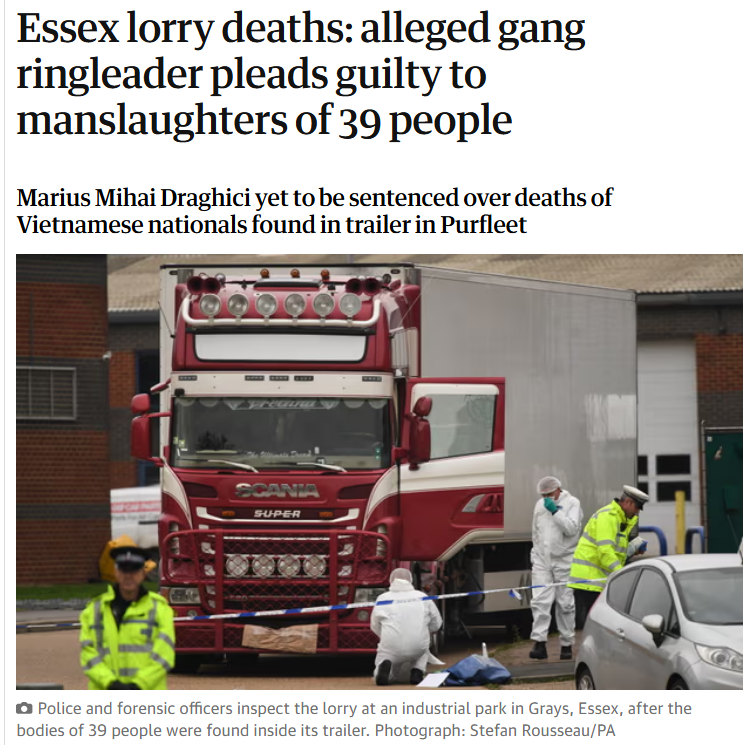 Essex lorry deaths: alleged gang
ringleader pleads guilty to
manslaughters of 39 people
Marius Mihai Draghici yet to be sentenced over deaths of
Vietnamese nationals found in trailer in Purfleet
The Ultimate Dream
SCANIA
SUPER
Police and forensic officers inspect the lorry at an industrial park in Grays, Essex, after the
bodies of 39 people were found inside its trailer. Photograph: Stefan Rousseau/PA